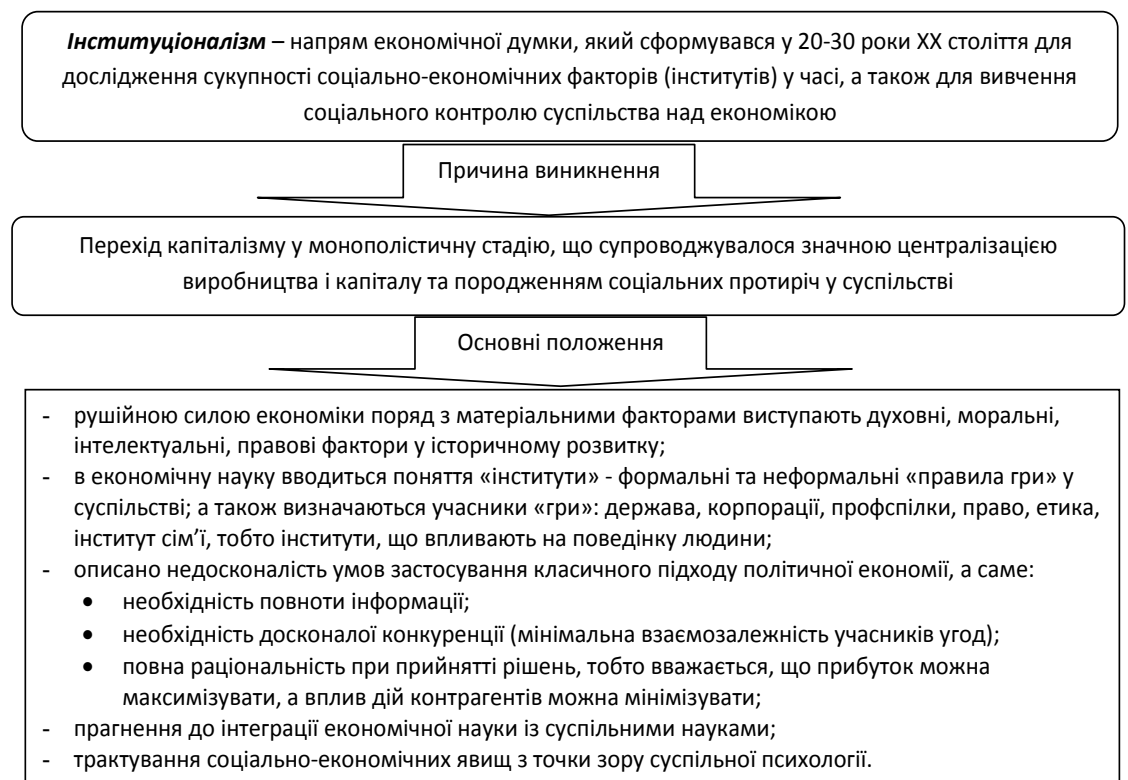 Інституціоналізм – напрям економічної думки, який сформувався у 20-30 роки XX століття для
дослідження сукупності соціально-економічних факторів (інститутів) у часі, а також для вивчення
соціального контролю суспільства над економікою
Причина виникнення
Перехід капіталізму у монополістичну стадію, що супроводжувалося значною централізацією
виробництва і капіталу та породженням соціальних протиріч у суспільстві
Основні положення
- рушійною силою економіки поряд з матеріальними факторами виступають духовні, моральні,
інтелектуальні, правові фактори у історичному розвитку;
- в економічну науку вводиться поняття «інститути» - формальні та неформальні «правила гри» у
суспільстві; а також визначаються учасники «гри»: держава, корпорації, профспілки, право, етика,
інститут сім’ї, тобто інститути, що впливають на поведінку людини;
- описано недосконалість умов застосування класичного підходу політичної економії, а саме:
• необхідність повноти інформації;
• необхідність досконалої конкуренції (мінімальна взаємозалежність учасників угод);
• повна раціональність при прийнятті рішень, тобто вважається, що прибуток можна
максимізувати, а вплив дій контрагентів можна мінімізувати;
- прагнення до інтеграції економічної науки із суспільними науками;
- трактування соціально-економічних явищ з точки зору суспільної психології.